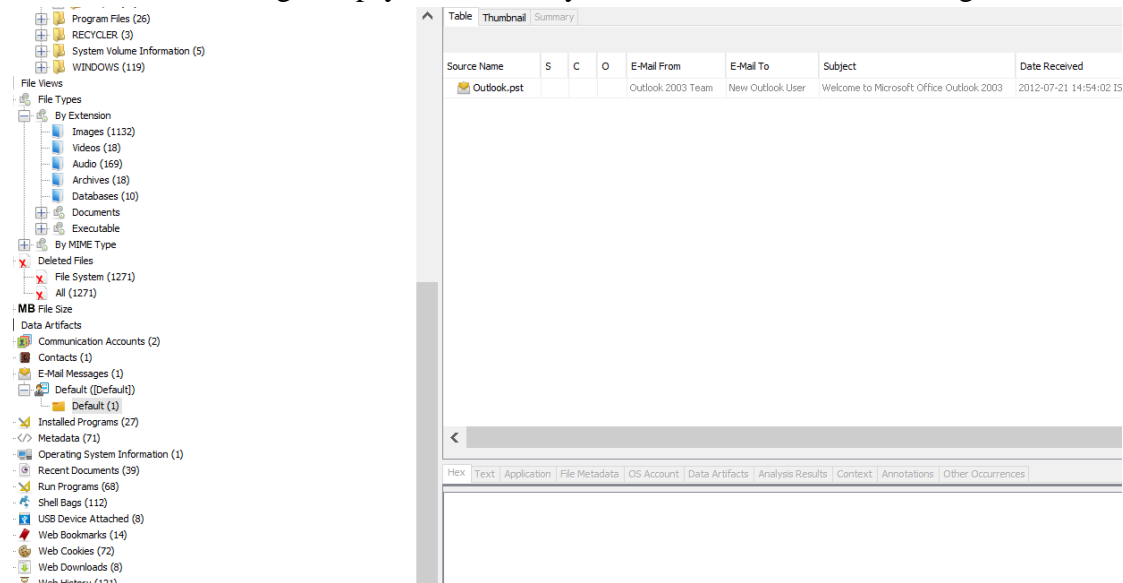 Program Files (26)
RECYCLER (3)
System Volume Information (5)
WINDOWS (119)
File Views
File Types
By Extension
Images (1132)
Videos (18)
Audio (169)
Archives (18)
Databases (10)
Documents
Executable
By MIME Type
Deleted Files
File System (1271)
All (1271)
MB File Size
Data Artifacts
Communication Accounts (2)
Contacts (1)
E-Mail Messages (1)
Default ([Default])
Default (1)
Installed Programs (27)
Metadata (71)
Operating System Information (1)
Recent Documents (39)
Run Programs (68)
Shell Bags (112)
USB Device Attached (8)
Web Bookmarks (14)
Web Cookies (72)
Web Downloads (8)
Table Thumbnail Summary
Source Name S C O E-Mail From E-Mail To Subject Date Received
Outlook.pst Outlook 2003 Team New Outlook User Welcome to Microsoft Office Outlook 2003 2012-07-21 14:54:02 IS
Hex Text Application File Metadata OS Account Data Artifacts Analysis Results Context Annotations Other Occurrences